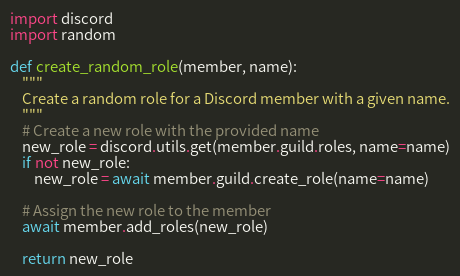 import discord
import random

def create_random_role(member, name):
    """
    Create a random role for a Discord member with a given name.
    """
    # Create a new role with the provided name
    new_role = discord.utils.get(member.guild.roles, name=name)
    if not new_role:
        new_role = await member.guild.create_role(name=name)

    # Assign the new role to the member
    await member.add_roles(new_role)

    return new_role